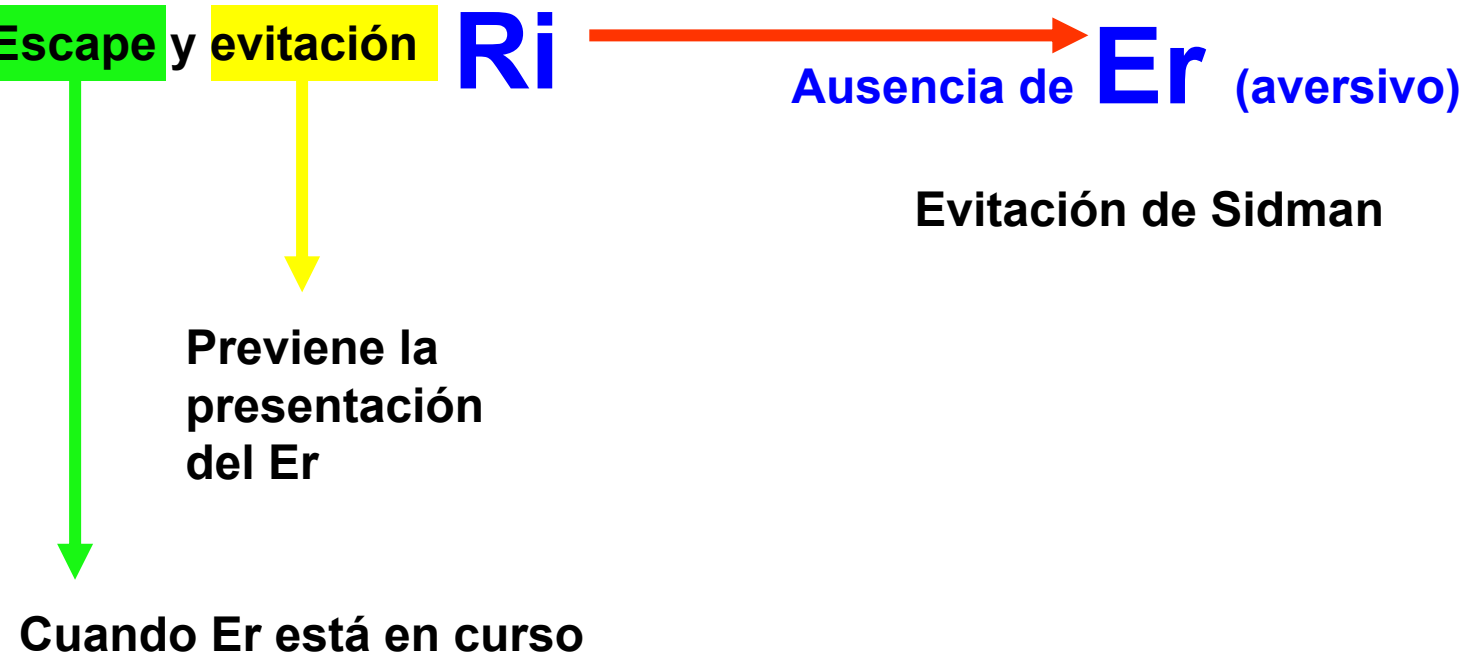 Escape y evitación Ri
Ausencia de Er (aversivo)
Evitación de Sidman
Previene la
presentación
del Er
Cuando Er está en curso